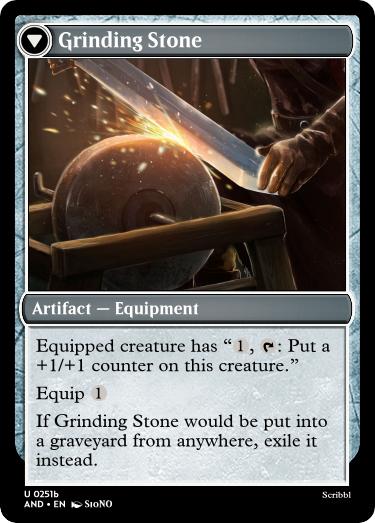 Grinding Stone
Artifact — Equipment
Equipped creature has “1, : Put a
+1/+1 counter on this creature.”
Equip 1
If Grinding Stone would be put into
a graveyard from anywhere, exile it
instead.
U 0251b
Scribbl
AND • EN SIONO